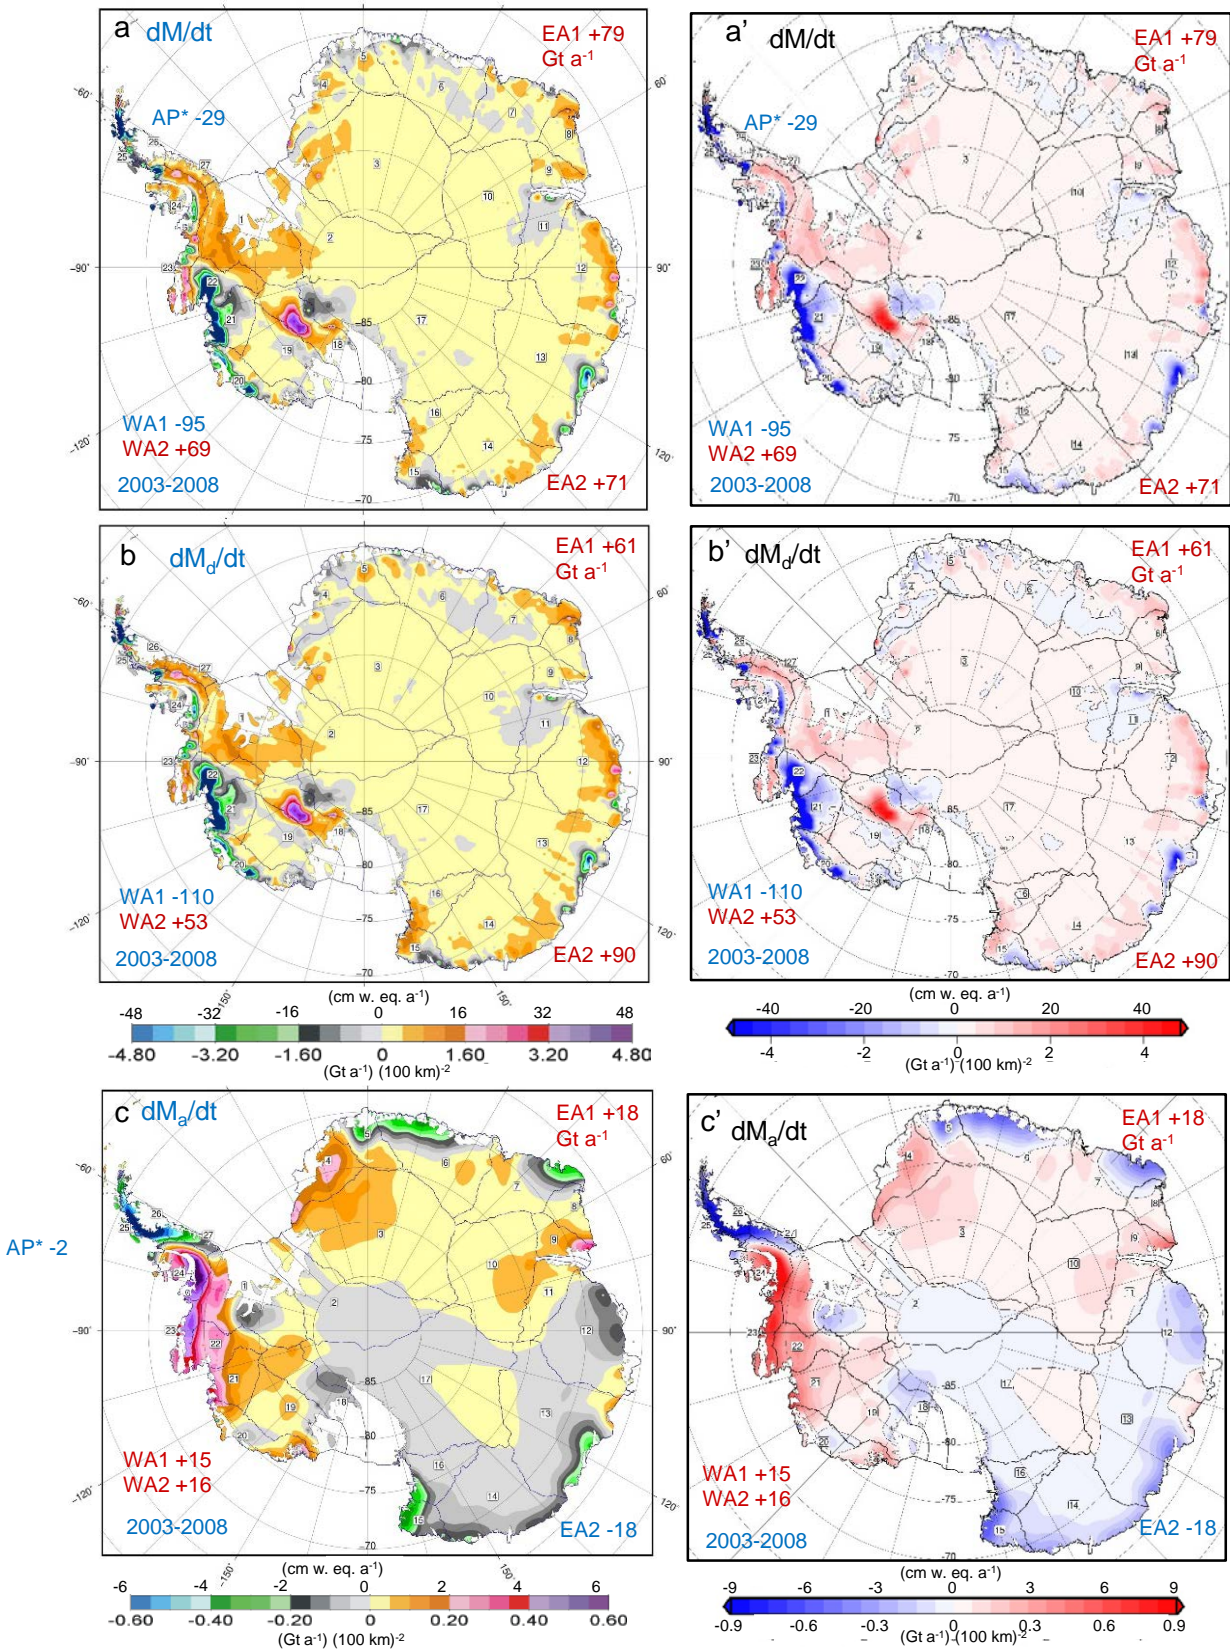 a dM/dt
EA1 +79
Gt a⁻¹
AP* -29
WA1 -95
WA2 +69
2003-2008
EA2 +71
a' dM/dt
EA1 +79
Gt a⁻¹
AP* -29
WA1 -95
WA2 +69
2003-2008
EA2 +71
b dM_d/dt
EA1 +61
Gt a⁻¹
WA1 -110
WA2 +53
2003-2008
EA2 +90
b' dM_d/dt
EA1 +61
Gt a⁻¹
WA1 -110
WA2 +53
2003-2008
EA2 +90
(cm w. eq. a⁻¹)
-48 -32 -16 0 16 32 48
-4.80 -3.20 -1.60 0 1.60 3.20 4.80
(Gt a⁻¹) (100 km)⁻²
(cm w. eq. a⁻¹)
-40 -20 0 20 40
-4 -2 0 2 4
(Gt a⁻¹) (100 km)⁻²
c dM_a/dt
EA1 +18
Gt a⁻¹
AP* -2
WA1 +15
WA2 +16
2003-2008
EA2 -18
c' dM_a/dt
EA1 +18
Gt a⁻¹
WA1 +15
WA2 +16
2003-2008
EA2 -18
(cm w. eq. a⁻¹)
-6 -4 -2 0 2 4 6
-0.60 -0.40 -0.20 0 0.20 0.40 0.60
(Gt a⁻¹) (100 km)⁻²
(cm w. eq. a⁻¹)
-9 -6 -3 0 3 6 9
-0.9 -0.6 -0.3 0 0.3 0.6 0.9
(Gt a⁻¹) (100 km)⁻²